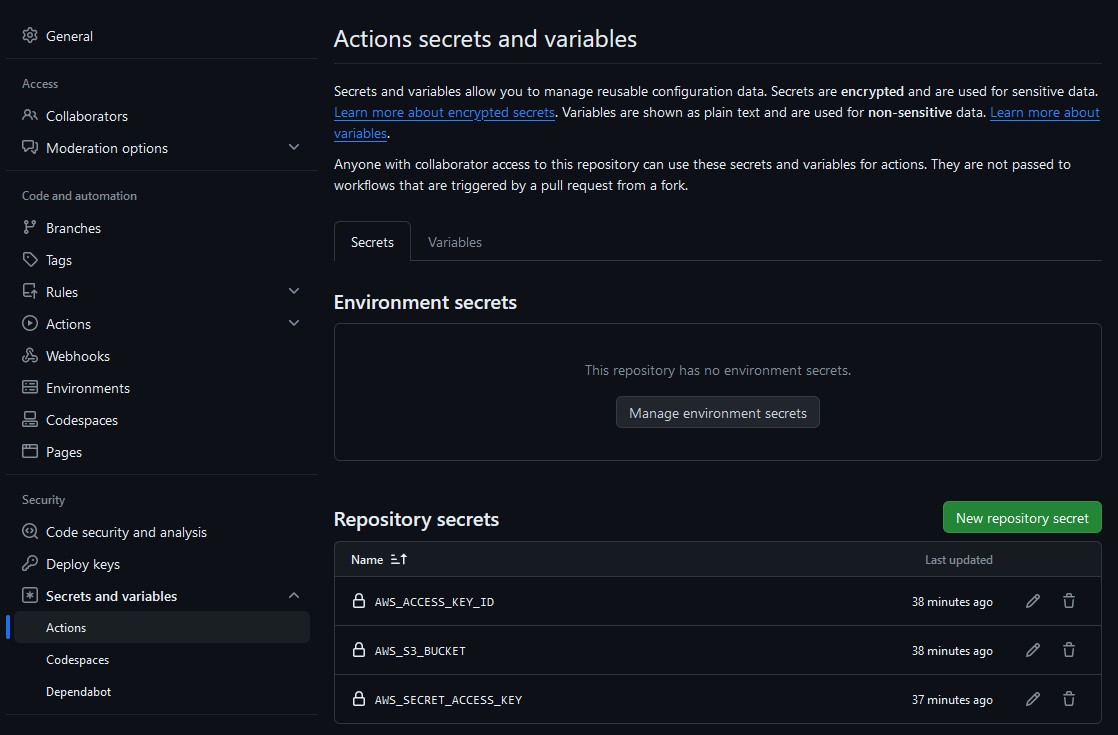 General
Access
Collaborators
Moderation options
Code and automation
Branches
Tags
Rules
Actions
Webhooks
Environments
Codespaces
Pages
Security
Code security and analysis
Deploy keys
Secrets and variables
Actions
Codespaces
Dependabot
Actions secrets and variables
Secrets and variables allow you to manage reusable configuration data. Secrets are encrypted and are used for sensitive data.
Learn more about encrypted secrets. Variables are shown as plain text and are used for non-sensitive data. Learn more about
variables.
Anyone with collaborator access to this repository can use these secrets and variables for actions. They are not passed to
workflows that are triggered by a pull request from a fork.
Secrets Variables
Environment secrets
This repository has no environment secrets.
Manage environment secrets
Repository secrets New repository secret
Name Last updated
AWS_ACCESS_KEY_ID 38 minutes ago
AWS_S3_BUCKET 38 minutes ago
AWS_SECRET_ACCESS_KEY 37 minutes ago